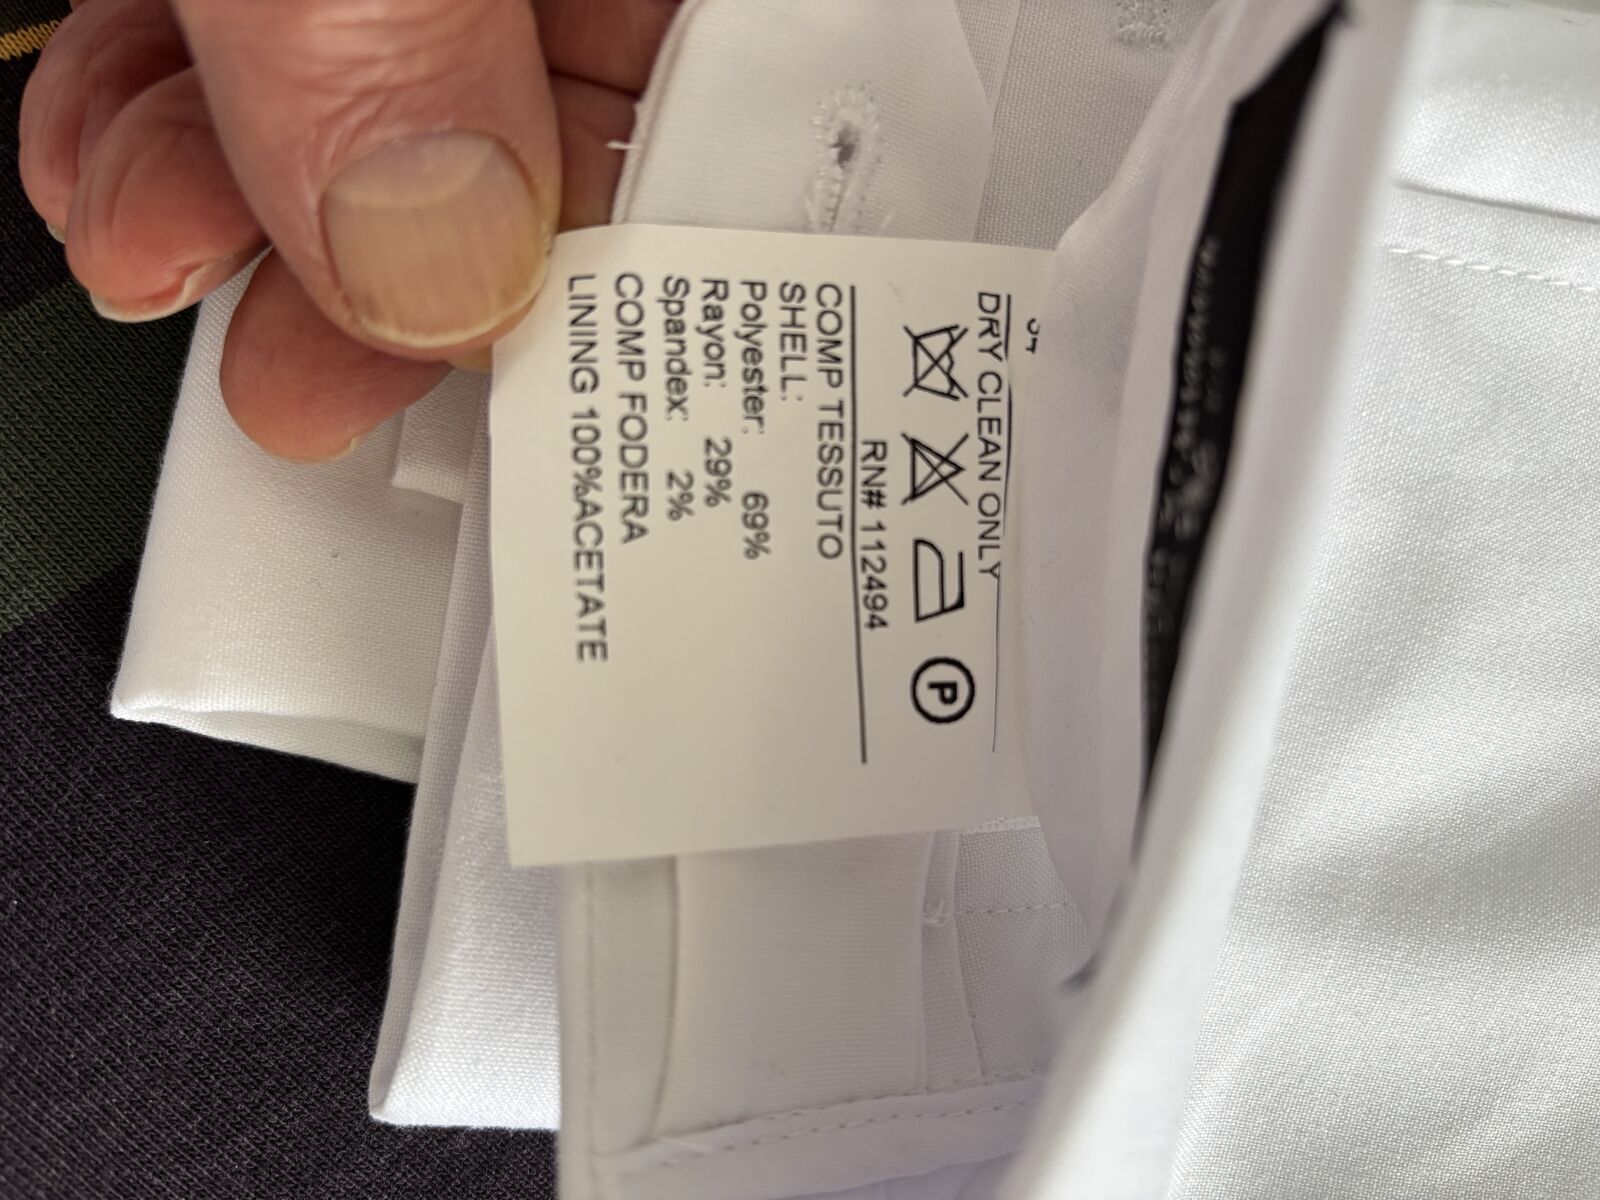 DRY CLEAN ONLY
P
RN# 112494
COMP TESSUTO
SHELL:
Polyester: 69%
Rayon: 29%
Spandex: 2%
COMP FODERA
LINING 100%ACETATE